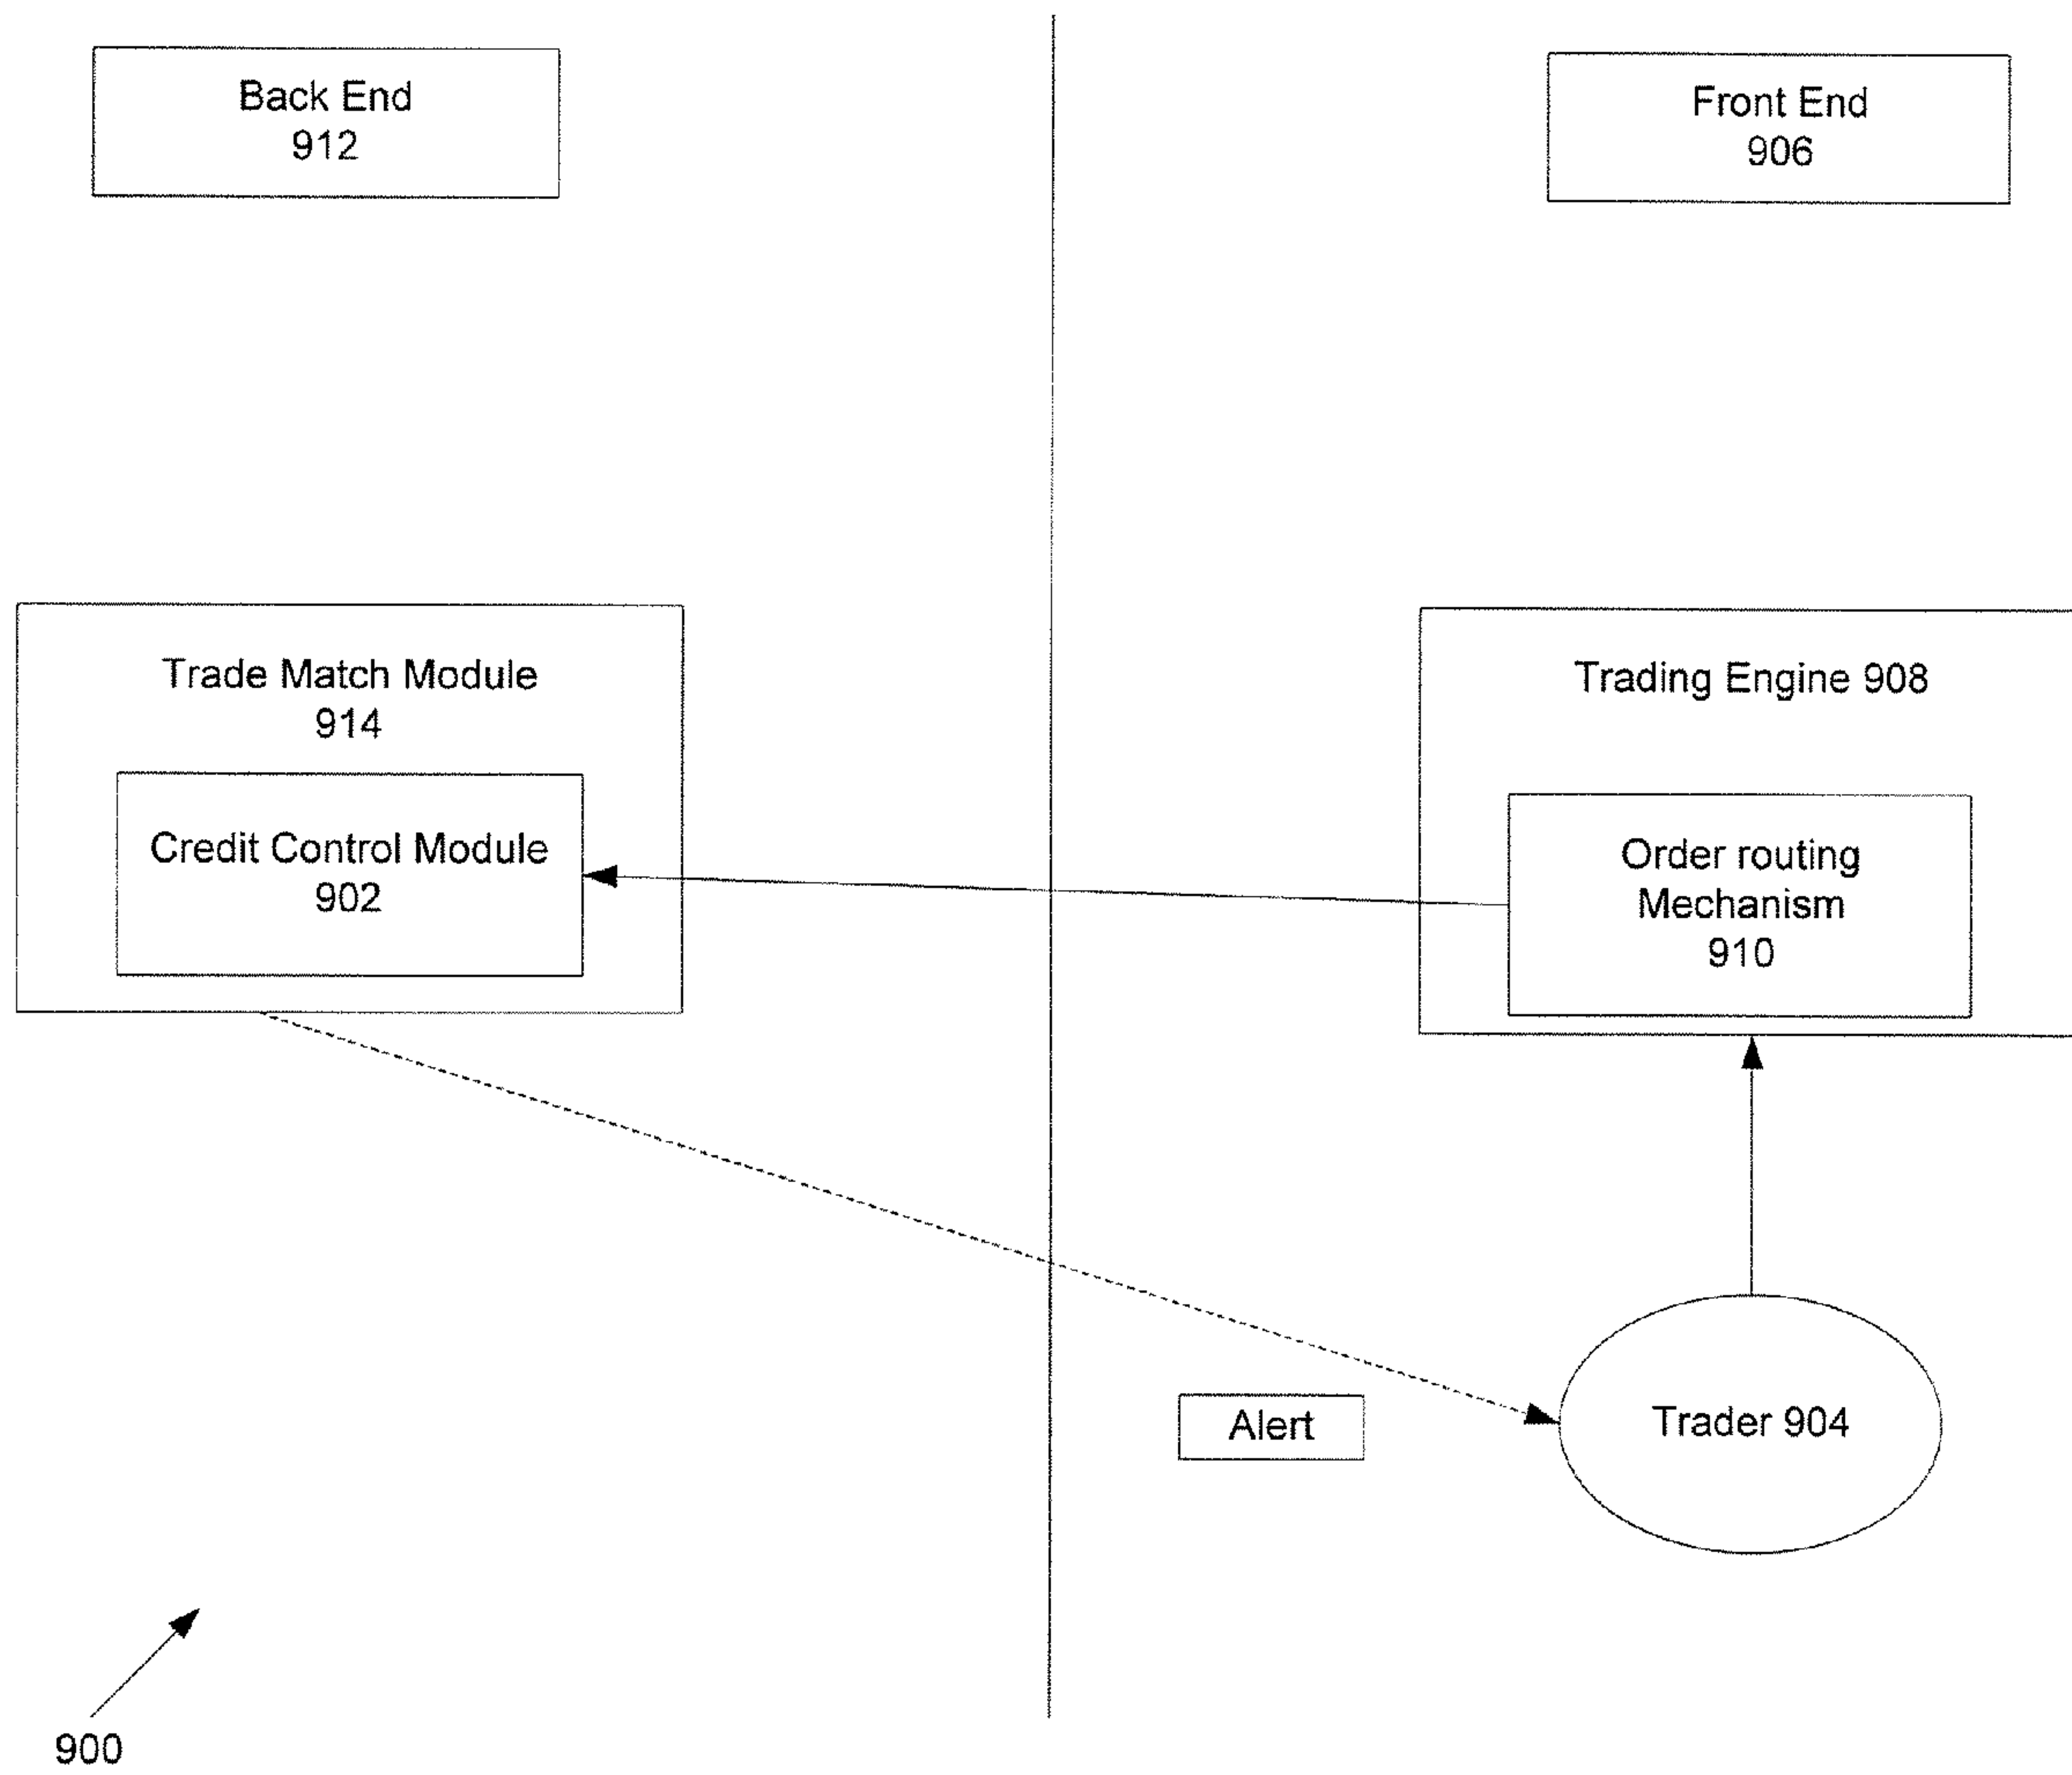 Back End
912
Front End
906
Trade Match Module
914
Credit Control Module
902
Trading Engine 908
Order routing
Mechanism
910
Alert
Trader 904
900